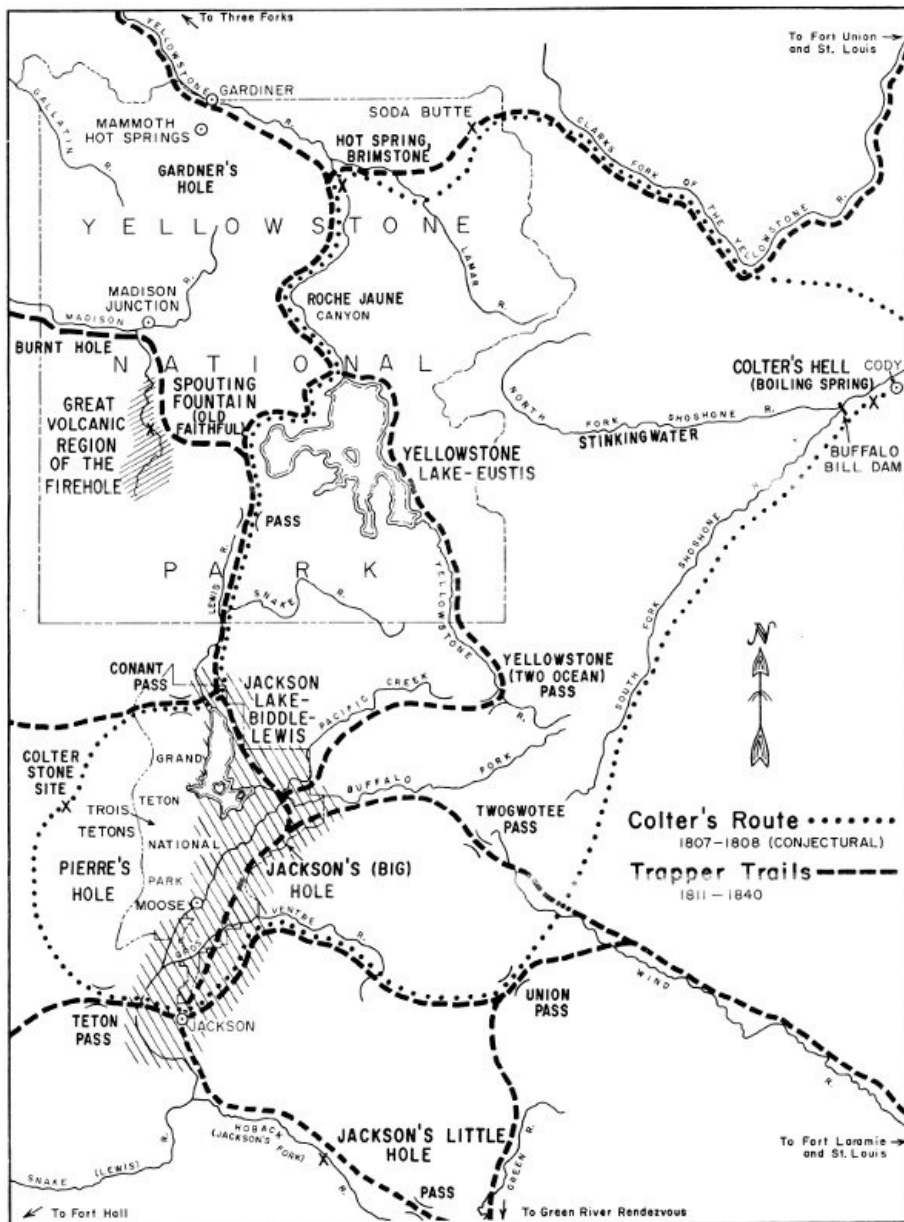 To Three Forks
To Fort Union
and St. Louis
YELLOWSTONE
R.
GARDINER
GALLATIN
R.
MAMMOTH
HOT SPRINGS
SODA BUTTE
HOT SPRING,
BRIMSTONE
CLARKS FORK OF THE YELLOWSTONE R.
GARDNER'S
HOLE
YELLOWSTONE
LAMAR
R.
MADISON
JUNCTION
R.
MADISON
ROCHE JAUNE
CANYON
BURNT HOLE
NATIONAL
COLTER'S HELL
(BOILING SPRING)
CODY
GREAT
VOLCANIC
REGION
OF THE
FIREHOLE
SPOUTING
FOUNTAIN
(OLD
FAITHFUL)
NORTH
FORK
SHOSHONE
R.
STINKINGWATER
BUFFALO
BILL DAM
YELLOWSTONE
LAKE-EUSTIS
PASS
PARK
LEWIS R.
SNAKE
R.
YELLOWSTONE
R.
SOUTH
FORK
SHOSHONE
R.
N
CONANT
PASS
JACKSON
LAKE-
BIDDLE-
LEWIS
YELLOWSTONE
(TWO OCEAN)
PASS
PACIFIC CREEK
COLTER
STONE
SITE
GRAND
TETON
NATIONAL
PARK
TROIS
TETONS
BUFFALO
FORK
TWOGWOTEE
PASS
Colter's Route
1807-1808 (CONJECTURAL)
Trapper Trails
1811-1840
PIERRE'S
HOLE
MOOSE
JACKSON'S (BIG)
HOLE
GROS
VENTRE
R.
WIND
R.
UNION
PASS
TETON
PASS
JACKSON
HOBACK
(JACKSON'S FORK)
R.
JACKSON'S LITTLE
HOLE
PASS
GREEN
R.
SNAKE (LEWIS)
R.
To Fort Laramie
and St. Louis
To Fort Hall
To Green River Rendezvous